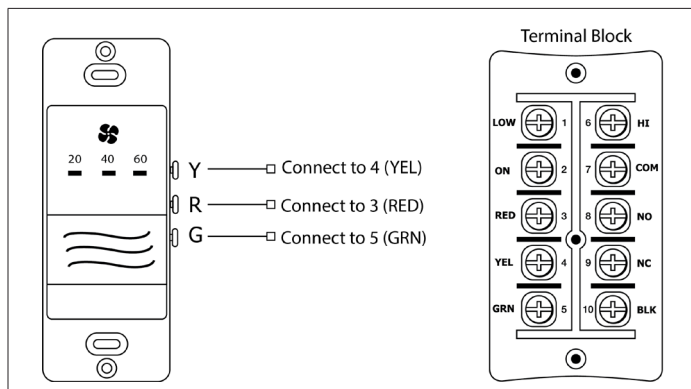 Terminal Block
20 40 60
Y Connect to 4 (YEL)
R Connect to 3 (RED)
G Connect to 5 (GRN)
LOW 1 6 HI
ON 2 7 COM
RED 3 8 NO
YEL 4 9 NC
GRN 5 10 BLK